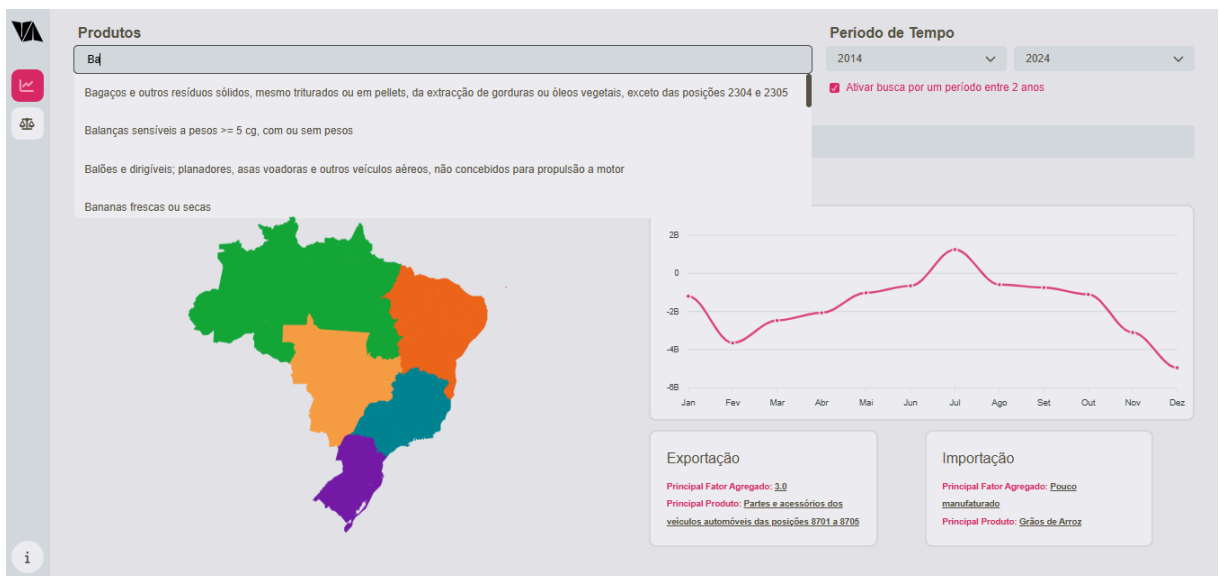 Produtos
Período de Tempo
Ba
2014
2024
Bagaços e outros resíduos sólidos, mesmo triturados ou em pellets, da extracção de gorduras ou óleos vegetais, exceto das posições 2304 e 2305
Ativar busca por um período entre 2 anos
Balanças sensíveis a pesos >= 5 cg, com ou sem pesos
Balões e dirigíveis; planadores, asas voadoras e outros veículos aéreos, não concebidos para propulsão a motor
Bananas frescas ou secas
2B
0
-2B
-4B
-6B
Jan Fev Mar Abr Mai Jun Jul Ago Set Out Nov Dez
Exportação
Principal Fator Agregado: 3.0
Principal Produto: Partes e acessórios dos
veículos automóveis das posições 8701 a 8705
Importação
Principal Fator Agregado: Pouco
manufaturado
Principal Produto: Grãos de Arroz
i